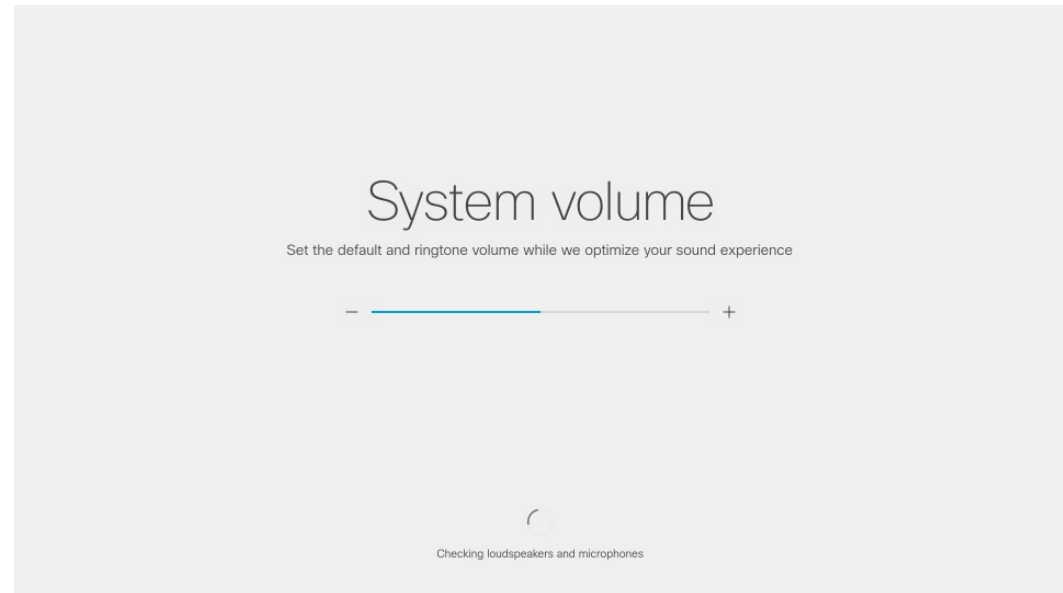 System volume
Set the default and ringtone volume while we optimize your sound experience
− +
Checking loudspeakers and microphones